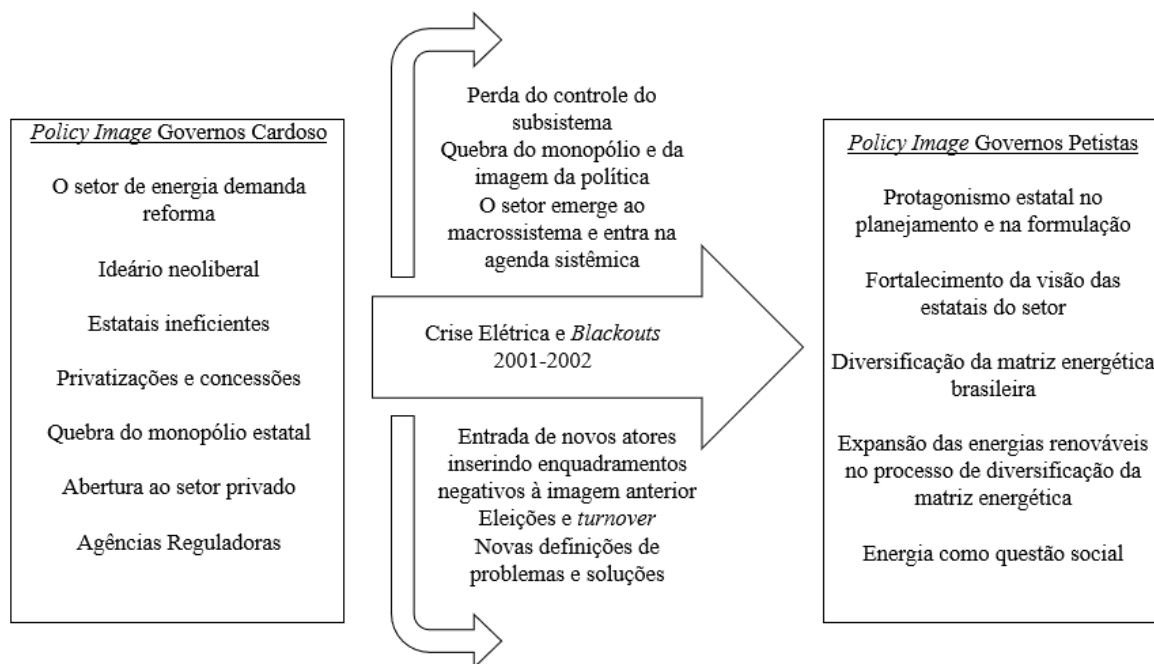 Policy Image Governos Cardoso
O setor de energia demanda
reforma
Ideário neoliberal
Estatais ineficientes
Privatizações e concessões
Quebra do monopólio estatal
Abertura ao setor privado
Agências Reguladoras
Perda do controle do
subsistema
Quebra do monopólio e da
imagem da política
O setor emerge ao
macrossistema e entra na
agenda sistêmica
Crise Elétrica e Blackouts
2001-2002
Entrada de novos atores
inserindo enquadramentos
negativos à imagem anterior
Eleições e turnover
Novas definições de
problemas e soluções
Policy Image Governos Petistas
Protagonismo estatal no
planejamento e na formulação
Fortalecimento da visão das
estatais do setor
Diversificação da matriz energética
brasileira
Expansão das energias renováveis
no processo de diversificação da
matriz energética
Energia como questão social